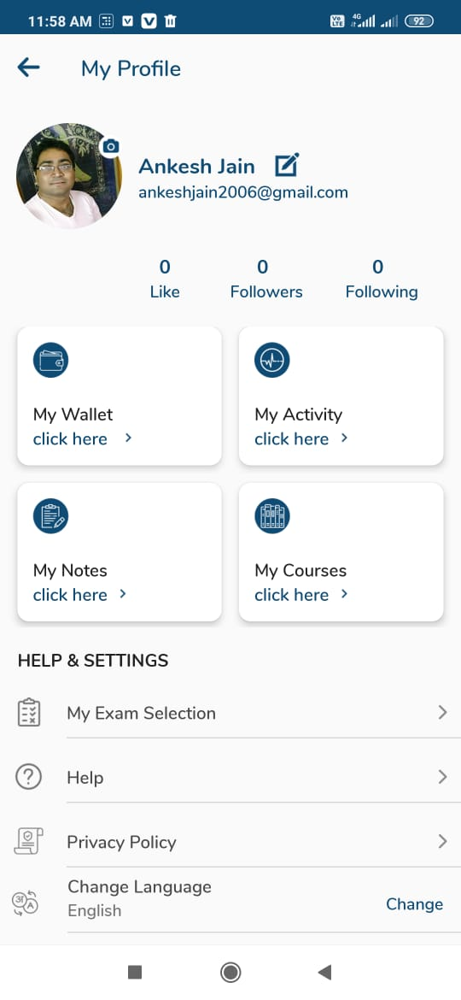 11:58 AM
Vo LTE 4G 92
My Profile
Ankesh Jain
ankeshjain2006@gmail.com
0 0 0
Like Followers Following
My Wallet My Activity
click here click here
My Notes My Courses
click here click here
HELP & SETTINGS
My Exam Selection
Help
Privacy Policy
Change Language
English
Change